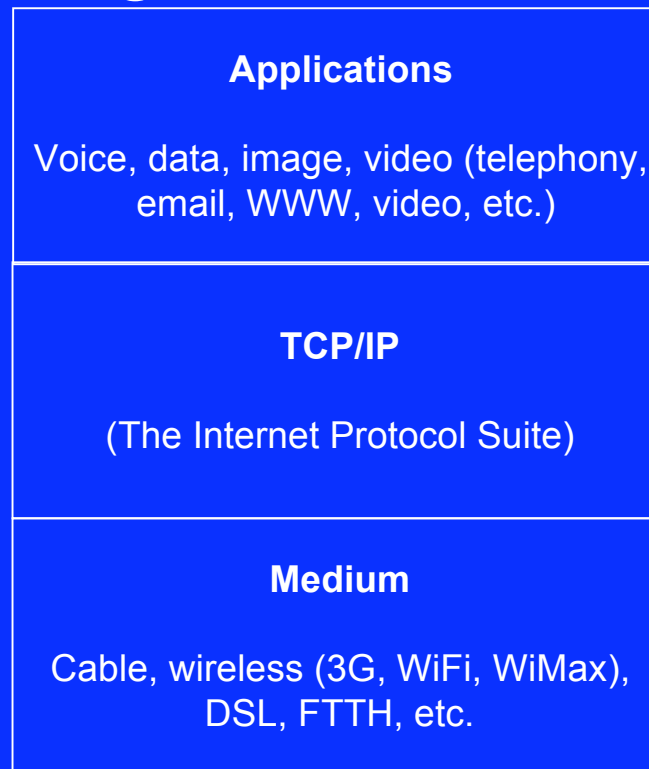 Applications
Voice, data, image, video (telephony,
email, WWW, video, etc.)
TCP/IP
(The Internet Protocol Suite)
Medium
Cable, wireless (3G, WiFi, WiMax),
DSL, FTTH, etc.